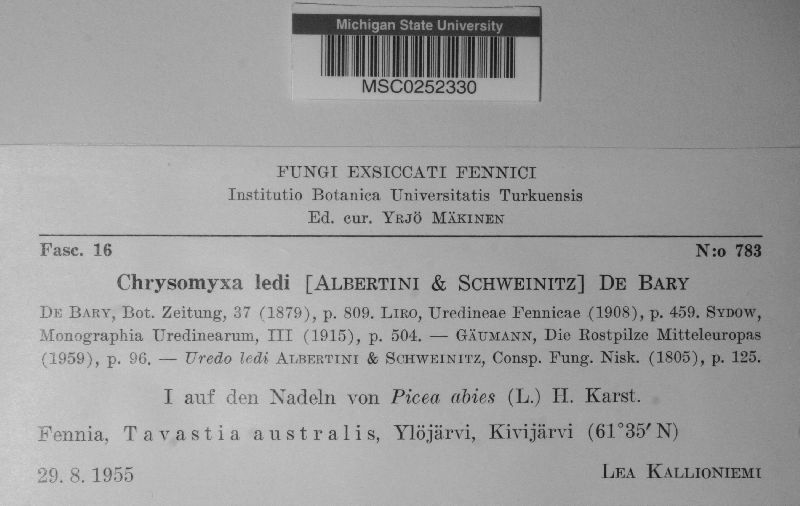 Michigan State University
MSC0252330
FUNGI EXSICCATI FENNICI
Institutio Botanica Universitatis Turkuensis
Ed. cur. YRJÖ MÄKINEN
Fasc. 16 N:o 783
Chrysomyxa ledi [ALBERTINI & SCHWEINITZ] DE BARY
DE BARY, Bot. Zeitung, 37 (1879), p. 809. LIRO, Uredineae Fennicae (1908), p. 459. SYDOW,
Monographia Uredinearum, III (1915), p. 504. — GÄUMANN, Die Rostpilze Mitteleuropas
(1959), p. 96. — Uredo ledi ALBERTINI & SCHWEINITZ, Consp. Fung. Nisk. (1805), p. 125.
I auf den Nadeln von Picea abies (L.) H. Karst.
Fennia, Tavastia australis, Ylöjärvi, Kivijärvi (61°35′ N)
29. 8. 1955 LEA KALLIONIEMI